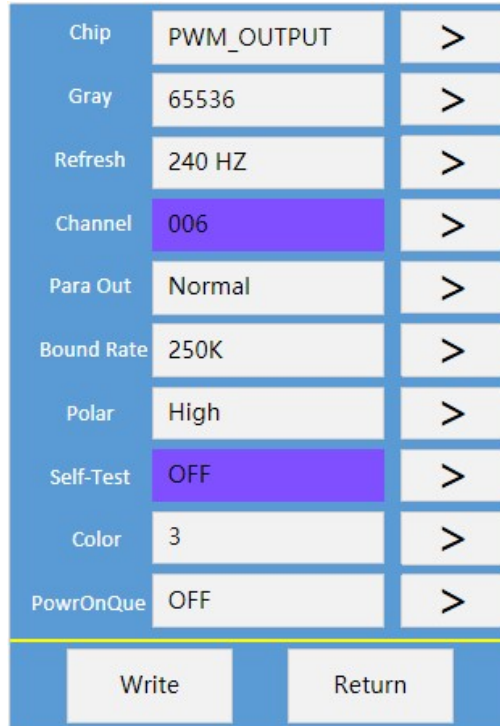 Chip PWM_OUTPUT >
Gray 65536 >
Refresh 240 HZ >
Channel 006 >
Para Out Normal >
Bound Rate 250K >
Polar High >
Self-Test OFF >
Color 3 >
PowrOnQue OFF >
Write Return